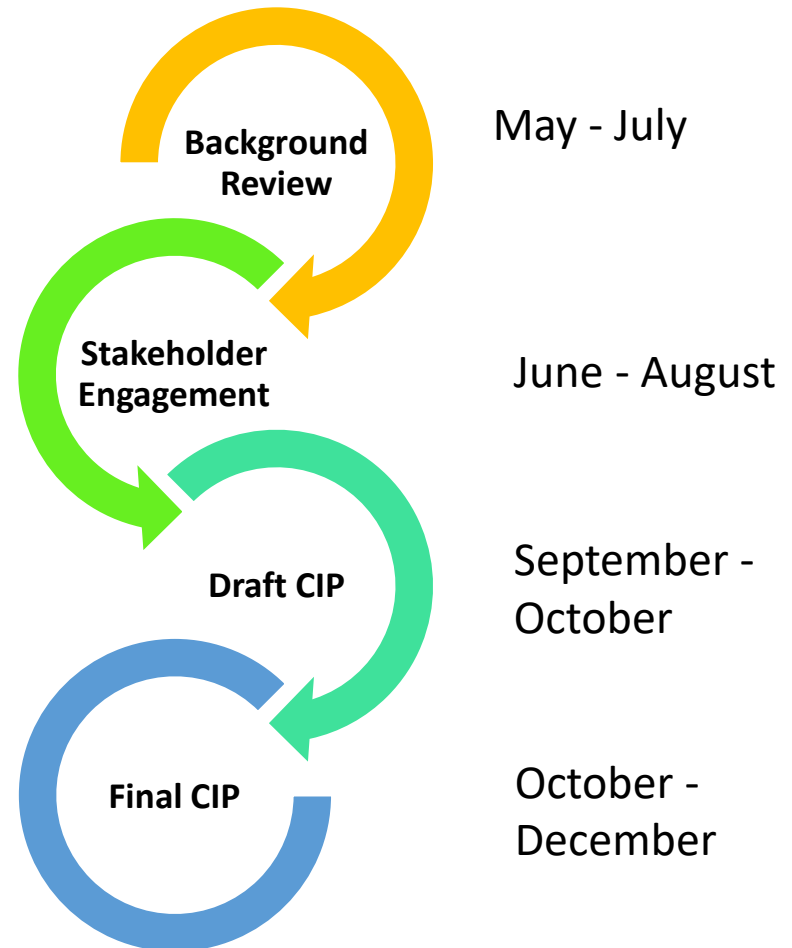 Background
Review
May - July
Stakeholder
Engagement
June - August
Draft CIP
September -
October
Final CIP
October -
December